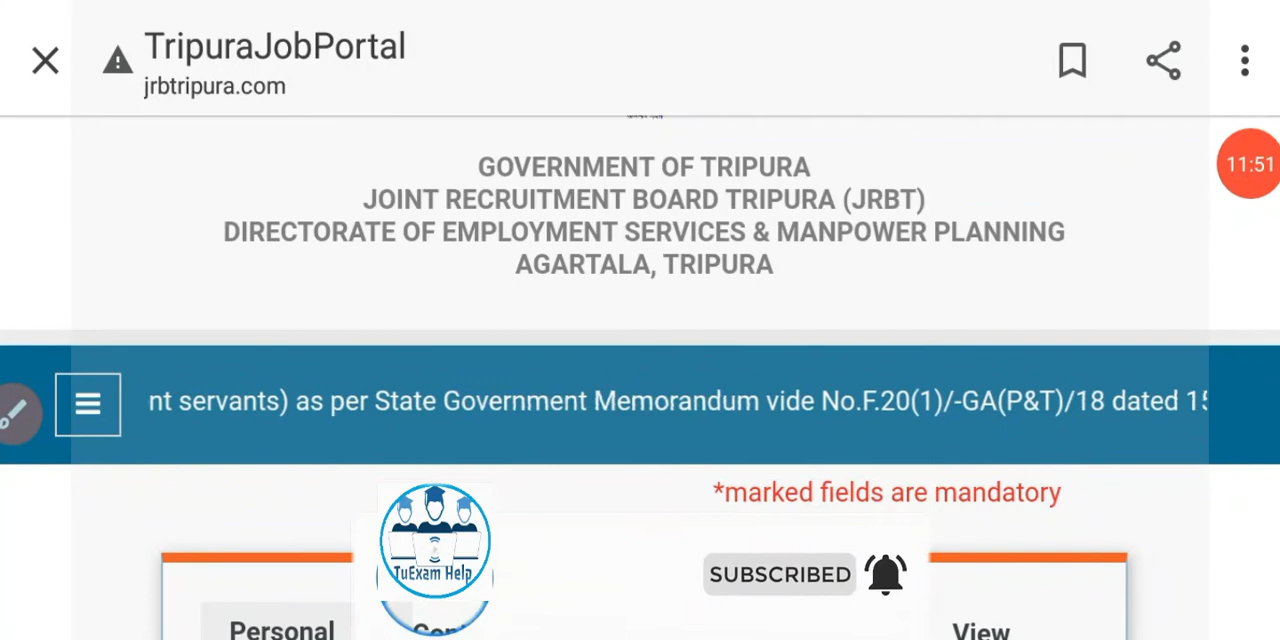 TripuraJobPortal
jrbtripura.com
11:51
GOVERNMENT OF TRIPURA
JOINT RECRUITMENT BOARD TRIPURA (JRBT)
DIRECTORATE OF EMPLOYMENT SERVICES & MANPOWER PLANNING
AGARTALA, TRIPURA
nt servants) as per State Government Memorandum vide No.F.20(1)/-GA(P&T)/18 dated 15
*marked fields are mandatory
TuExam Help
SUBSCRIBED
Personal
View